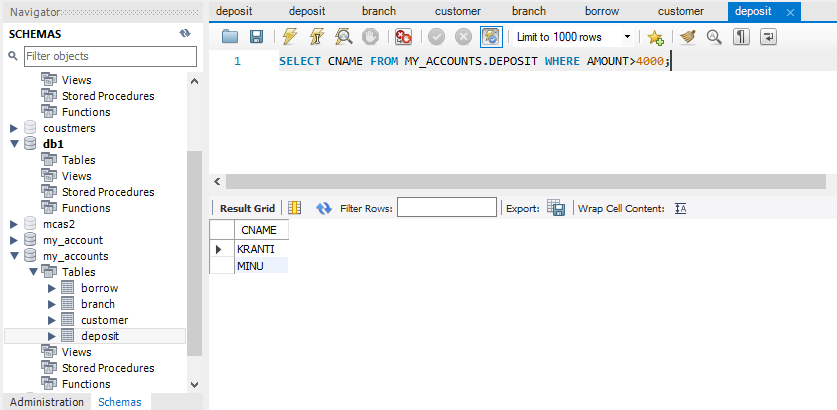 Navigator
SCHEMAS
Filter objects
Views
Stored Procedures
Functions
coustmers
db1
Tables
Views
Stored Procedures
Functions
mcas2
my_account
my_accounts
Tables
borrow
branch
customer
deposit
Views
Stored Procedures
Functions
Administration Schemas
deposit deposit branch customer branch borrow customer deposit
Limit to 1000 rows
1 SELECT CNAME FROM MY_ACCOUNTS.DEPOSIT WHERE AMOUNT>4000;
Result Grid Filter Rows: Export: Wrap Cell Content: IA
CNAME
KRANTI
MINU